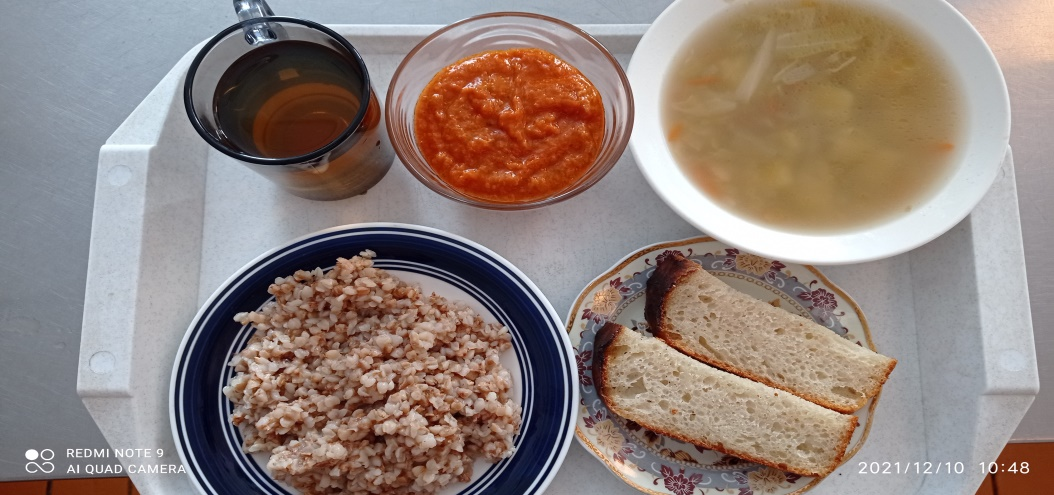 REDMI NOTE 9
AI QUAD CAMERA
2021/12/10 10:48